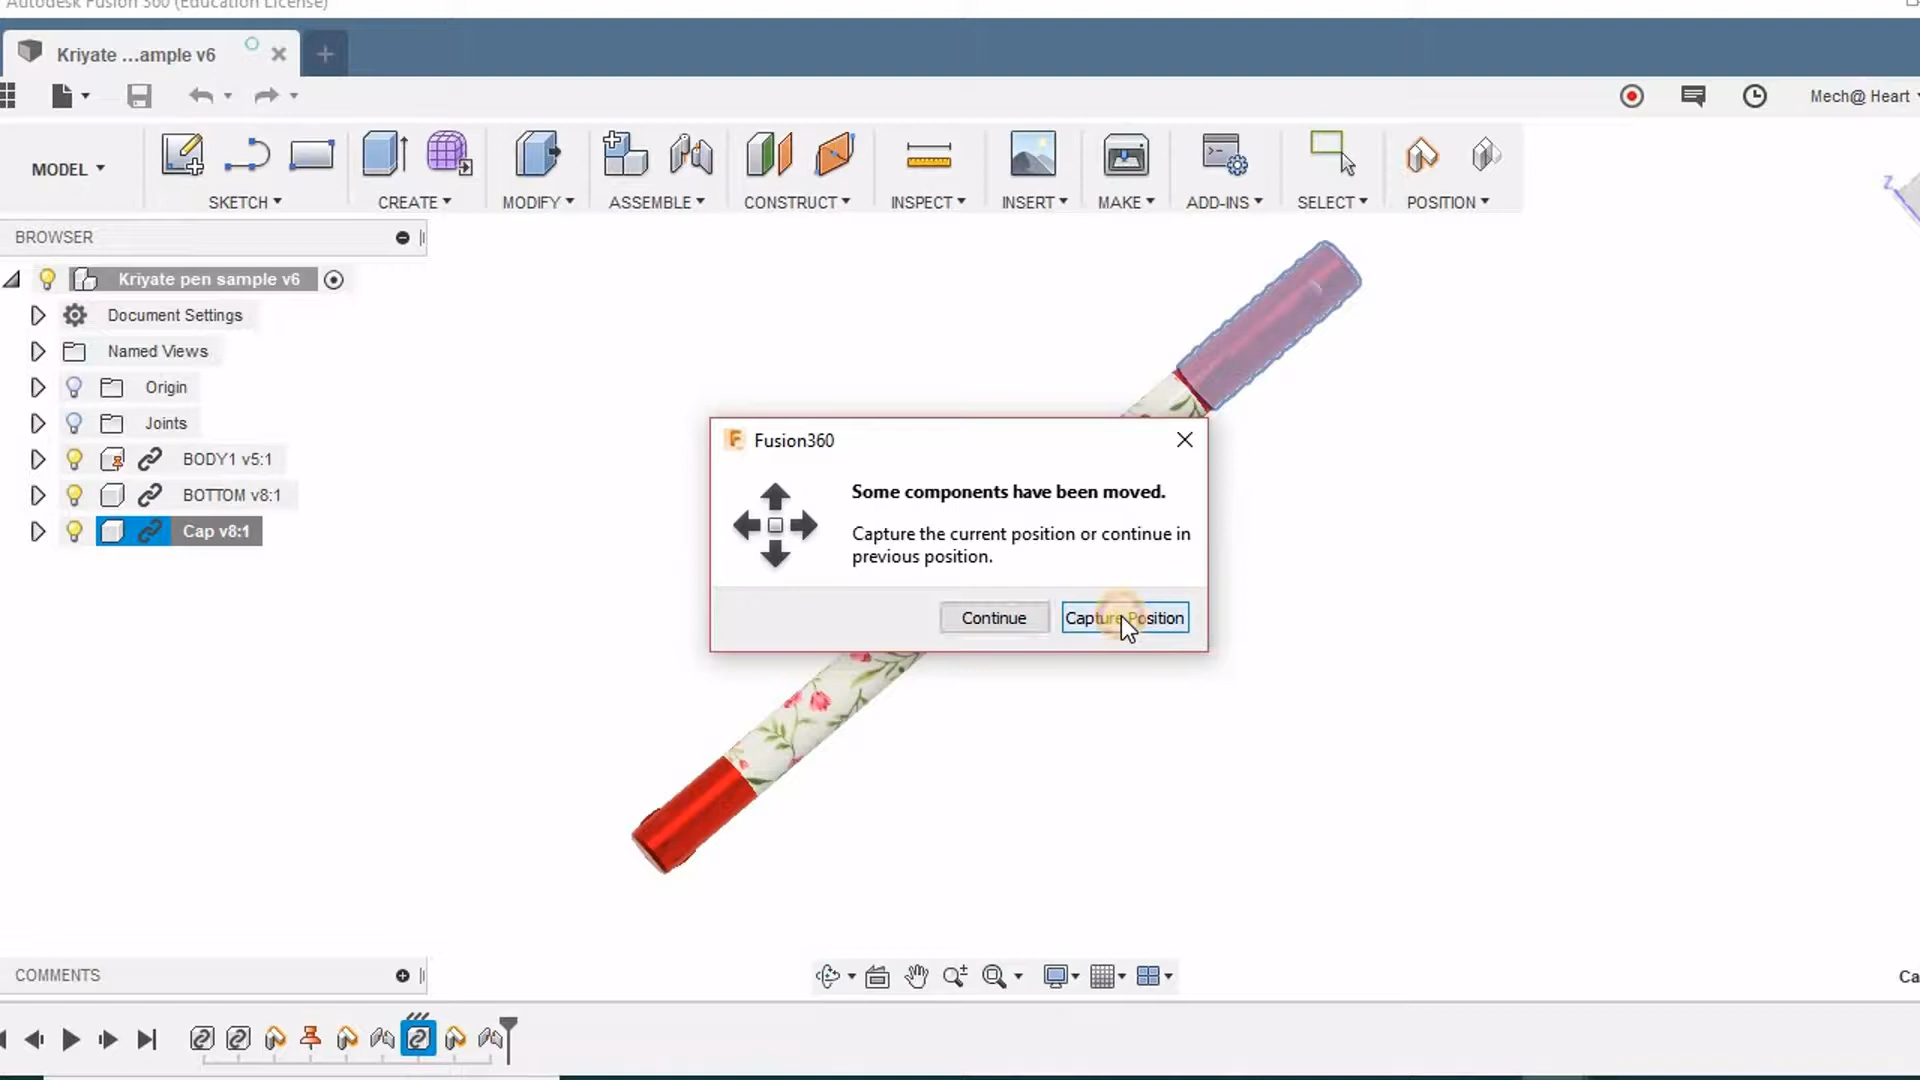 Autodesk Fusion 360 (Education License)
Kriyate ...ample v6
Mech@ Heart
MODEL
SKETCH
CREATE
MODIFY
ASSEMBLE
CONSTRUCT
INSPECT
INSERT
MAKE
ADD-INS
SELECT
POSITION
Z
BROWSER
Kriyate pen sample v6
Document Settings
Named Views
Origin
Joints
BODY1 v5:1
BOTTOM v8:1
Cap v8:1
Fusion360
Some components have been moved.
Capture the current position or continue in
previous position.
Continue
Capture Position
COMMENTS
Ca